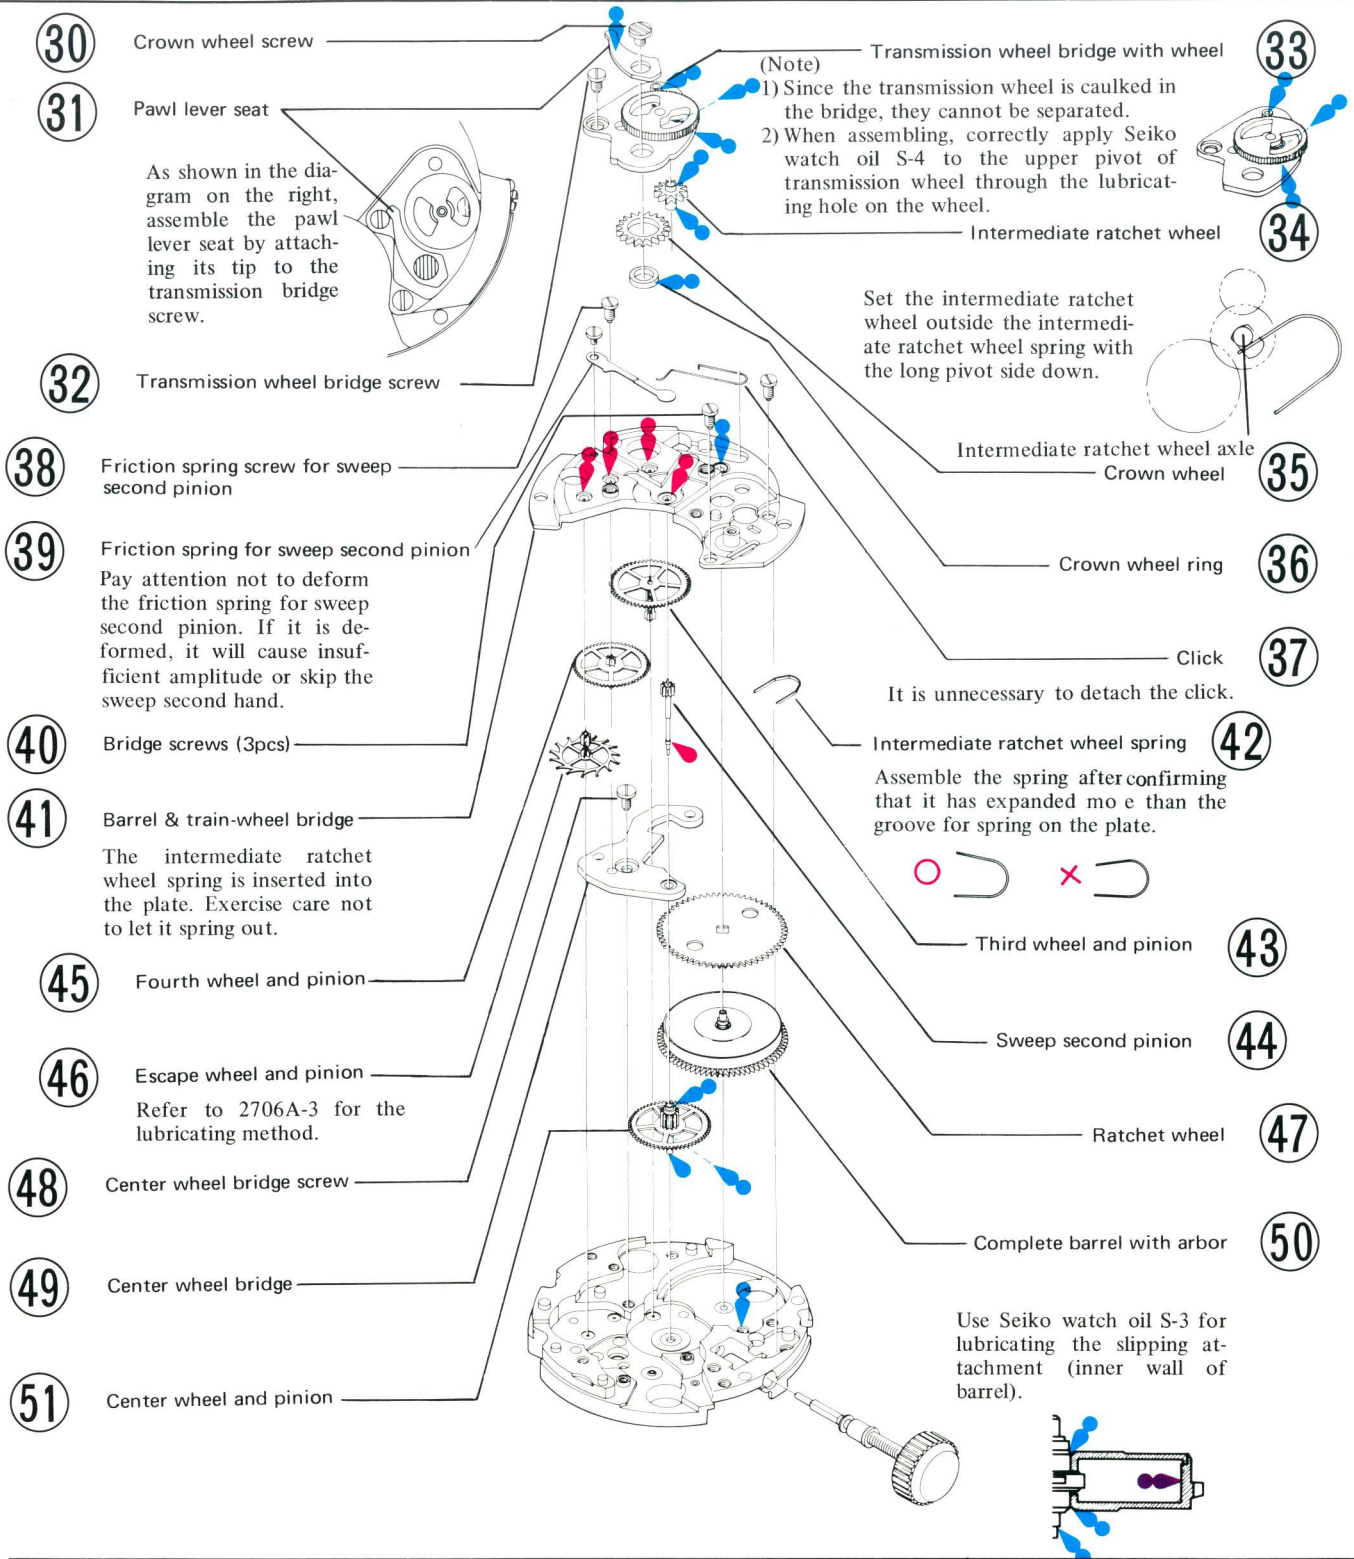 30 Crown wheel screw
31 Pawl lever seat
As shown in the dia-
gram on the right,
assemble the pawl
lever seat by attach-
ing its tip to the
transmission bridge
screw.
32 Transmission wheel bridge screw
Transmission wheel bridge with wheel 33
(Note)
1) Since the transmission wheel is caulked in
the bridge, they cannot be separated.
2) When assembling, correctly apply Seiko
watch oil S-4 to the upper pivot of
transmission wheel through the lubricat-
ing hole on the wheel.
Intermediate ratchet wheel 34
Set the intermediate ratchet
wheel outside the intermedi-
ate ratchet wheel spring with
the long pivot side down.
Intermediate ratchet wheel axle
Crown wheel 35
Crown wheel ring 36
Click 37
It is unnecessary to detach the click.
38 Friction spring screw for sweep
second pinion
39 Friction spring for sweep second pinion
Pay attention not to deform
the friction spring for sweep
second pinion. If it is de-
formed, it will cause insuf-
ficient amplitude or skip the
sweep second hand.
40 Bridge screws (3pcs)
41 Barrel & train-wheel bridge
The intermediate ratchet
wheel spring is inserted into
the plate. Exercise care not
to let it spring out.
Intermediate ratchet wheel spring 42
Assemble the spring after confirming
that it has expanded mo e than the
groove for spring on the plate.
Third wheel and pinion 43
Sweep second pinion 44
45 Fourth wheel and pinion
46 Escape wheel and pinion
Refer to 2706A-3 for the
lubricating method.
Ratchet wheel 47
48 Center wheel bridge screw
49 Center wheel bridge
Complete barrel with arbor 50
Use Seiko watch oil S-3 for
lubricating the slipping at-
tachment (inner wall of
barrel).
51 Center wheel and pinion